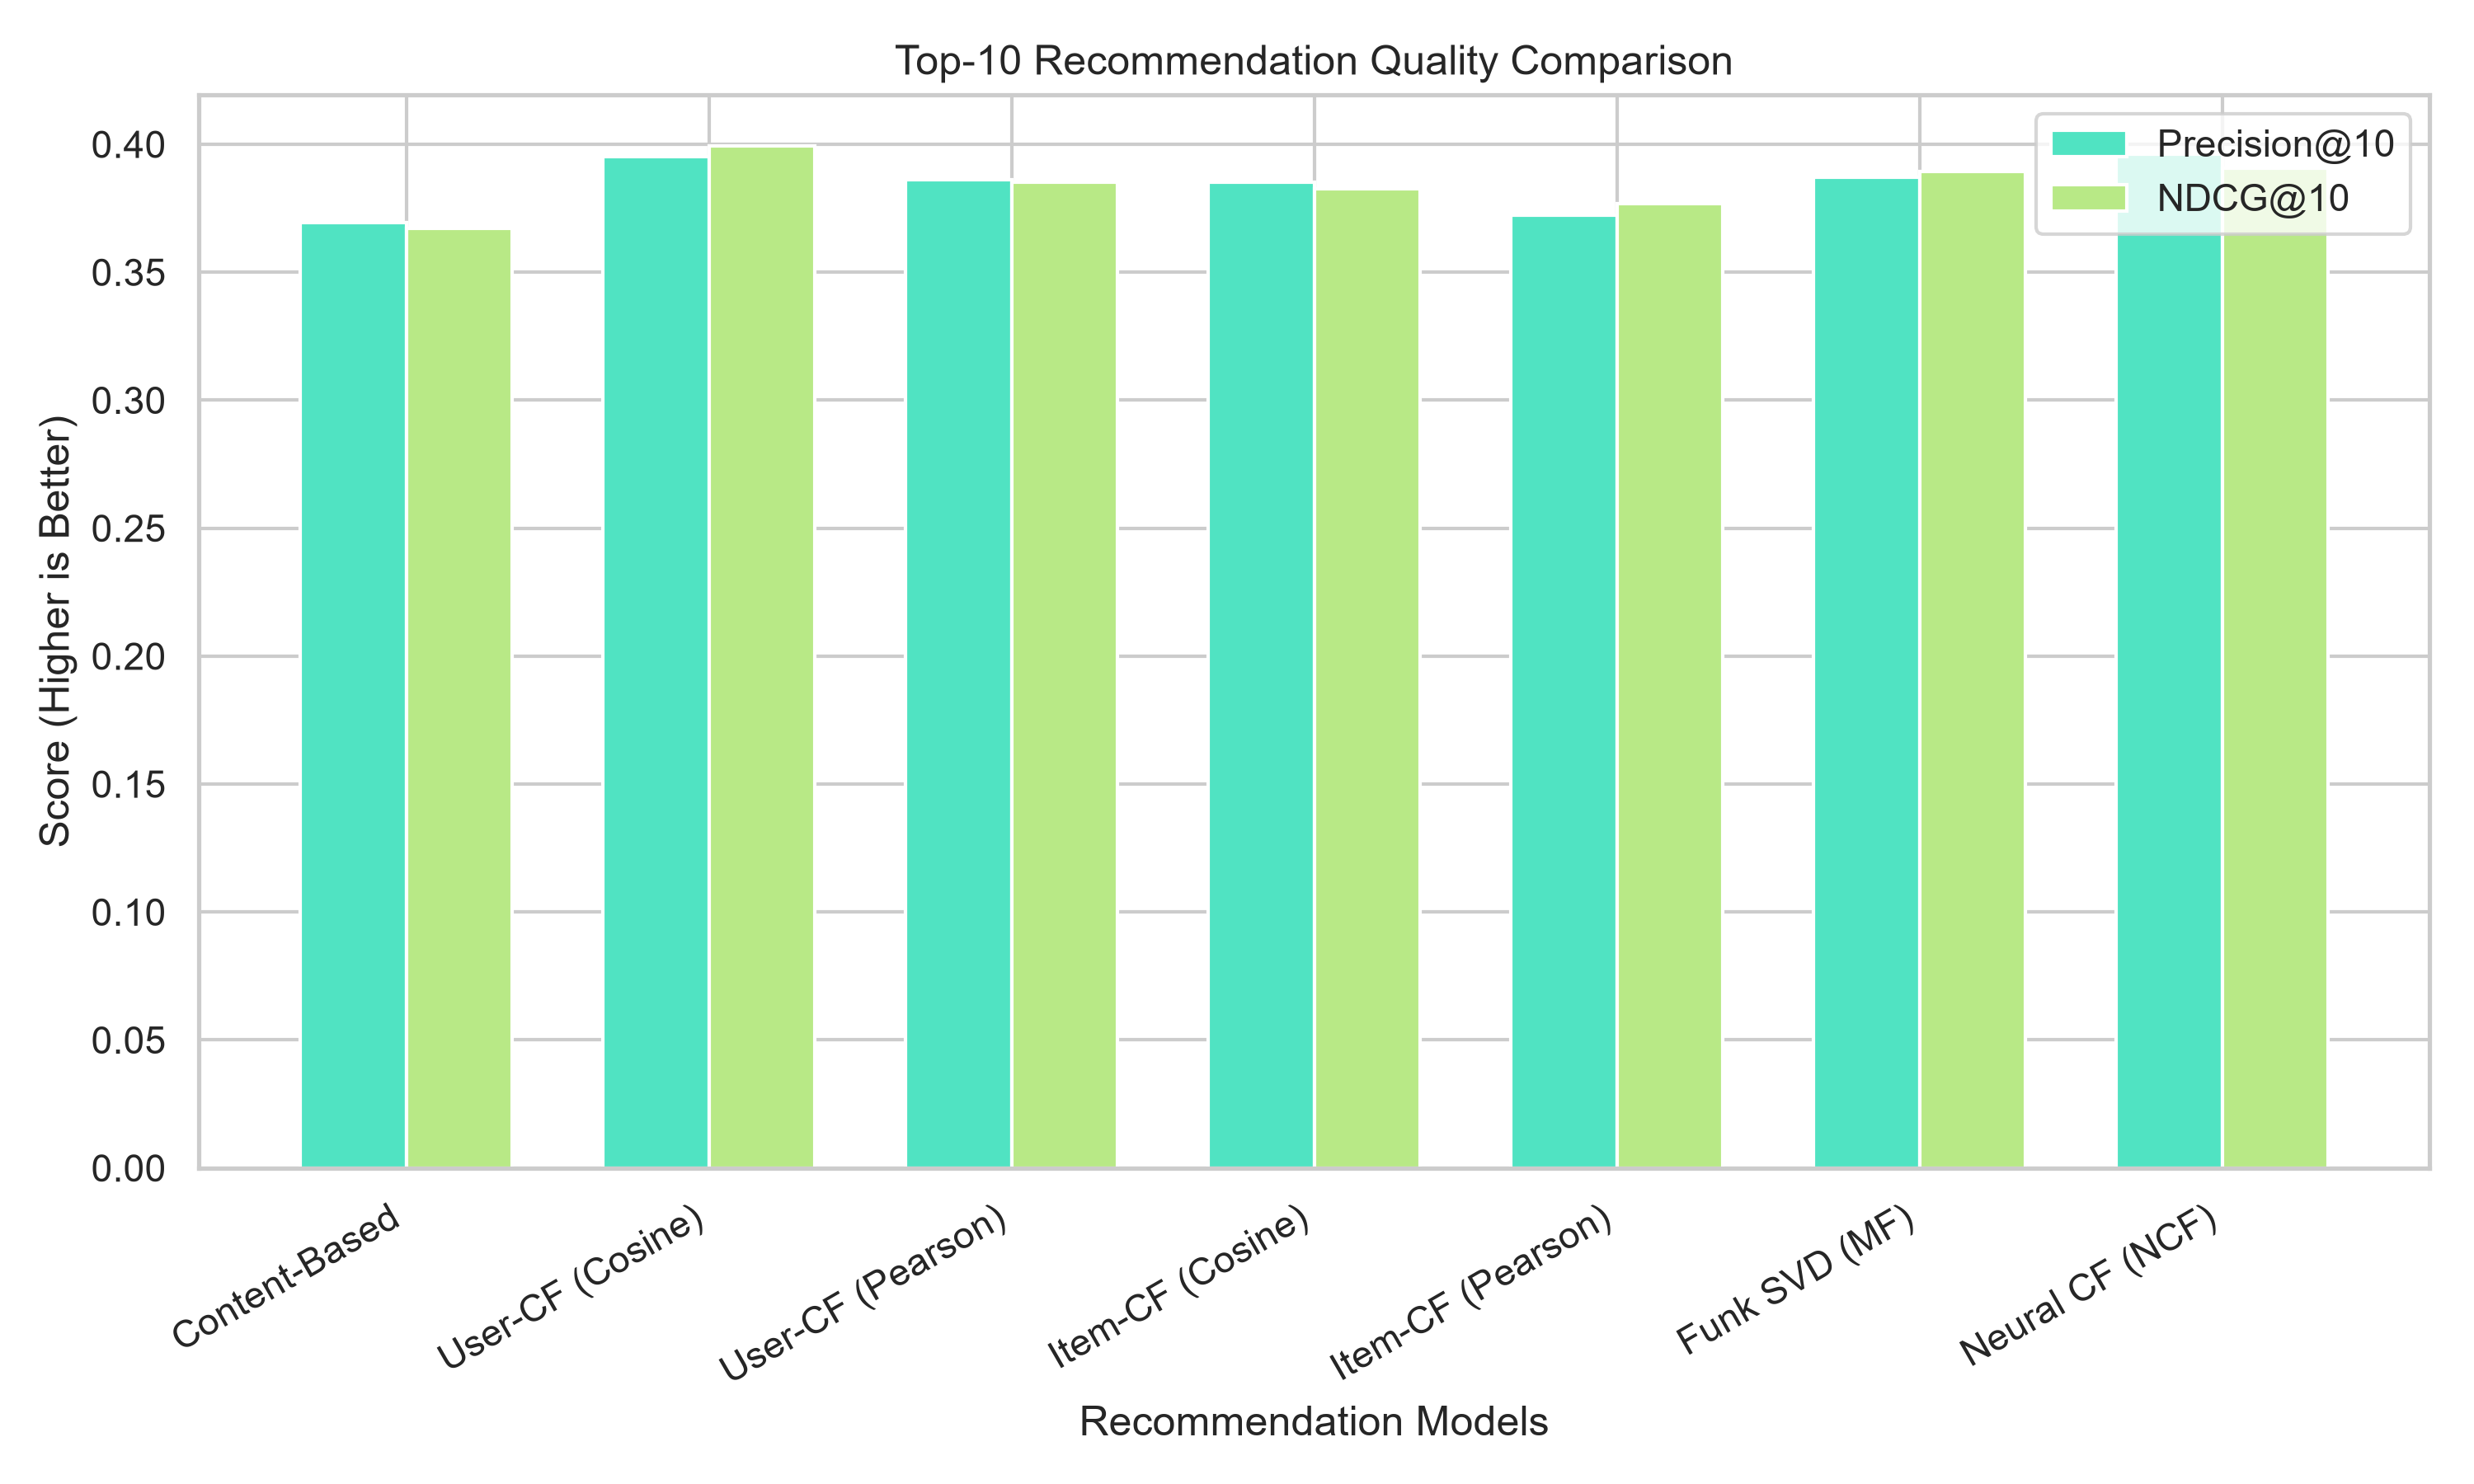 Top-10 Recommendation Quality Comparison
Precision@10
NDCG@10
Score (Higher is Better)
0.40
0.35
0.30
0.25
0.20
0.15
0.10
0.05
0.00
Content-Based
User-CF (Cosine)
User-CF (Pearson)
Item-CF (Cosine)
Item-CF (Pearson)
Funk SVD (MF)
Neural CF (NCF)
Recommendation Models